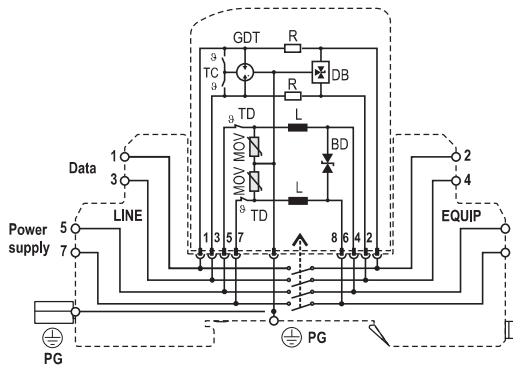 GDT
R
ϑ
TC
ϑ
DB
R
ϑ
TD
L
MOV
BD
MOV
L
ϑ
TD
Data
1
3
2
4
LINE
EQUIP
Power
supply
5
7
1 3 5 7
8 6 4 2
PG
PG